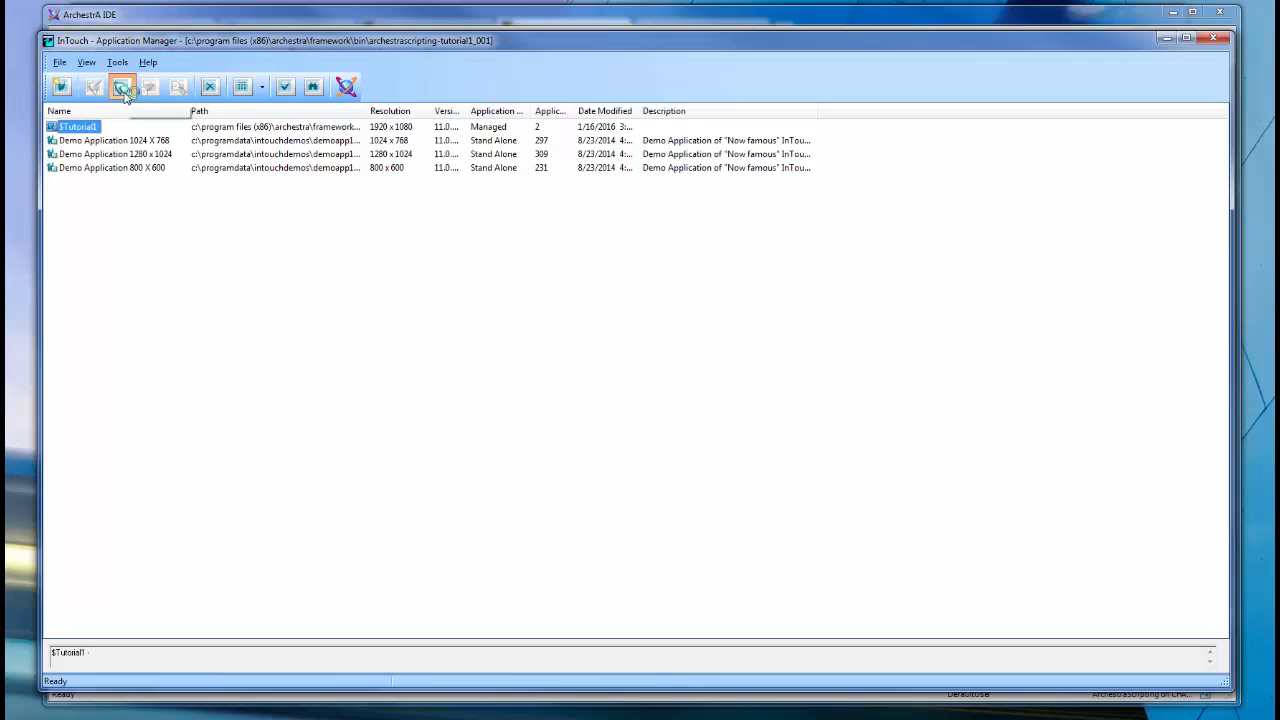 ArchestrA IDE
InTouch - Application Manager - [c:\program files (x86)\archestra\framework\bin\archestrascripting-tutorial1_001]
File View Tools Help
Name Path Resolution Versi... Application ... Applic... Date Modified Description
$Tutorial1 c:\program files (x86)\archestra\framework... 1920 x 1080 11.0.... Managed 2 1/16/2016 3:...
Demo Application 1024 X 768 c:\programdata\intouchdemos\demoapp1... 1024 x 768 11.0.... Stand Alone 297 8/23/2014 4:... Demo Application of "Now famous" InTou...
Demo Application 1280 x 1024 c:\programdata\intouchdemos\demoapp1... 1280 x 1024 11.0.... Stand Alone 309 8/23/2014 4:... Demo Application of "Now famous" InTou...
Demo Application 800 X 600 c:\programdata\intouchdemos\demoapp1... 800 x 600 11.0.... Stand Alone 231 8/23/2014 4:... Demo Application of "Now famous" InTou...
$Tutorial1 -
Ready
Ready DefaultUser ArchestrAScripting on CHA...